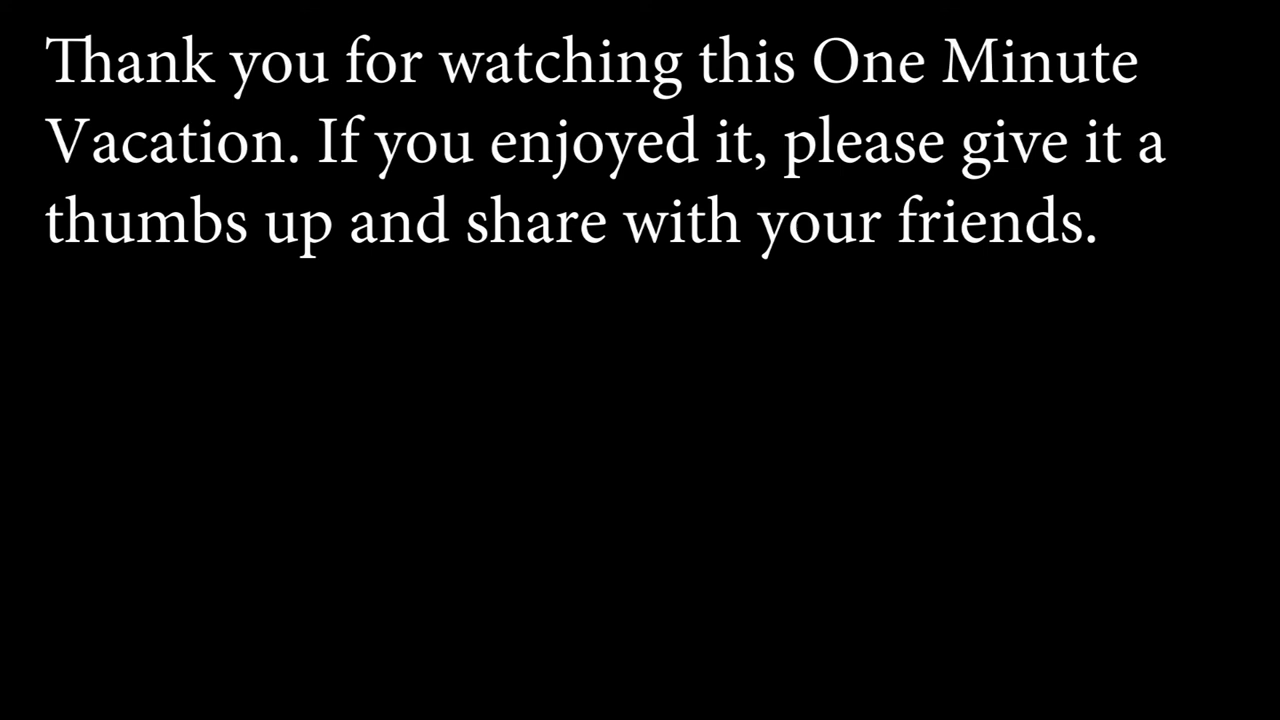 Thank you for watching this One Minute
Vacation. If you enjoyed it, please give it a
thumbs up and share with your friends.